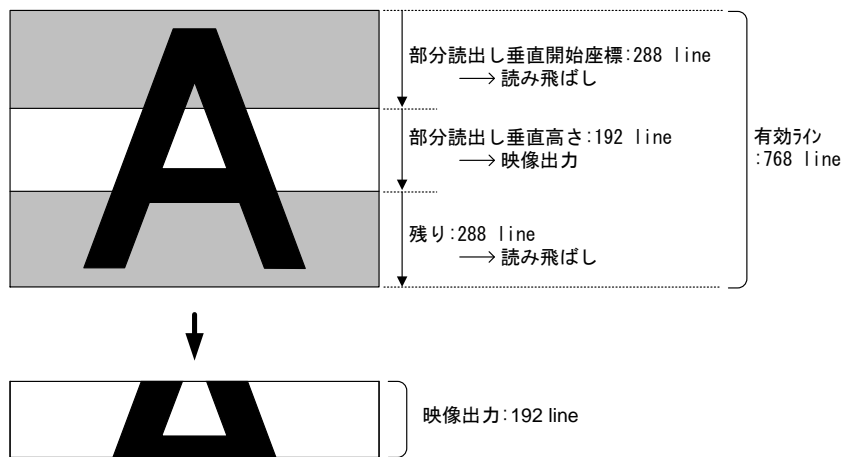 部分読出し垂直開始座標:288 line
→ 読み飛ばし
部分読出し垂直高さ:192 line
→ 映像出力
有効ﾗｲﾝ
:768 line
残り:288 line
→ 読み飛ばし
A
映像出力:192 line